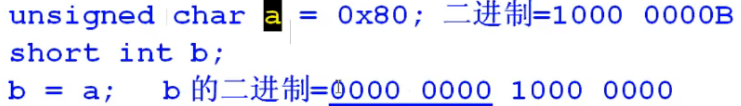 unsigned char a = 0x80; 二进制=1000 0000B
short int b;
b = a; b的二进制=0000 0000 1000 0000